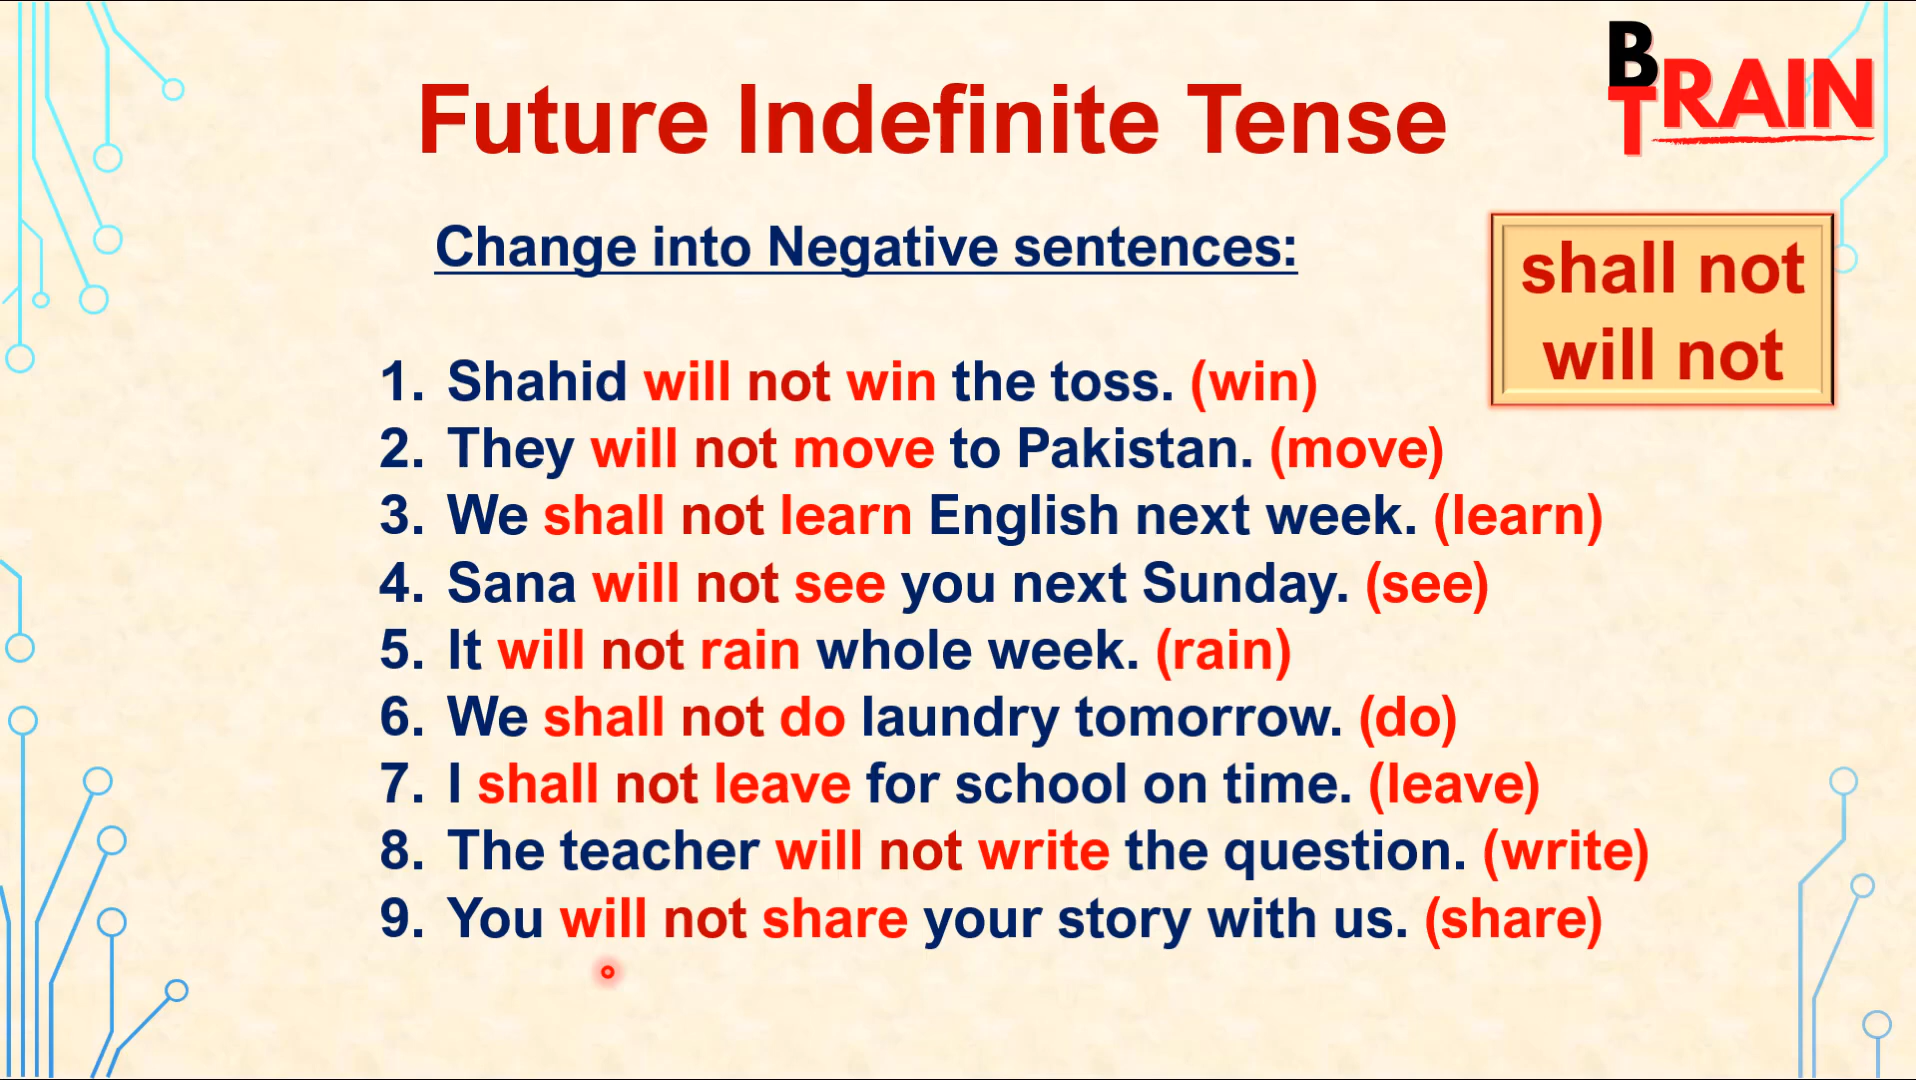 BTRAIN
Future Indefinite Tense
Change into Negative sentences:
shall not
will not
1. Shahid will not win the toss. (win)
2. They will not move to Pakistan. (move)
3. We shall not learn English next week. (learn)
4. Sana will not see you next Sunday. (see)
5. It will not rain whole week. (rain)
6. We shall not do laundry tomorrow. (do)
7. I shall not leave for school on time. (leave)
8. The teacher will not write the question. (write)
9. You will not share your story with us. (share)